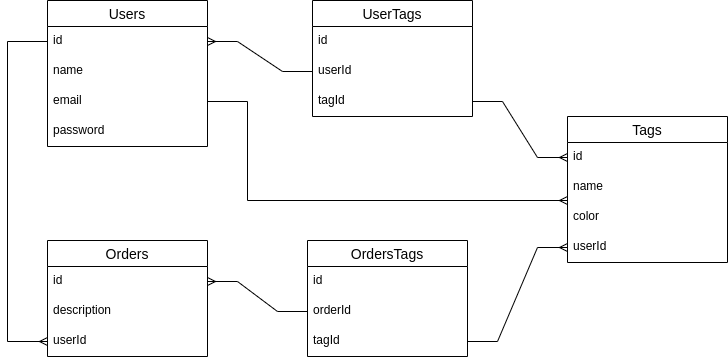 Users
id
name
email
password
UserTags
id
userId
tagId
Tags
id
name
color
userId
Orders
id
description
userId
OrdersTags
id
orderId
tagId